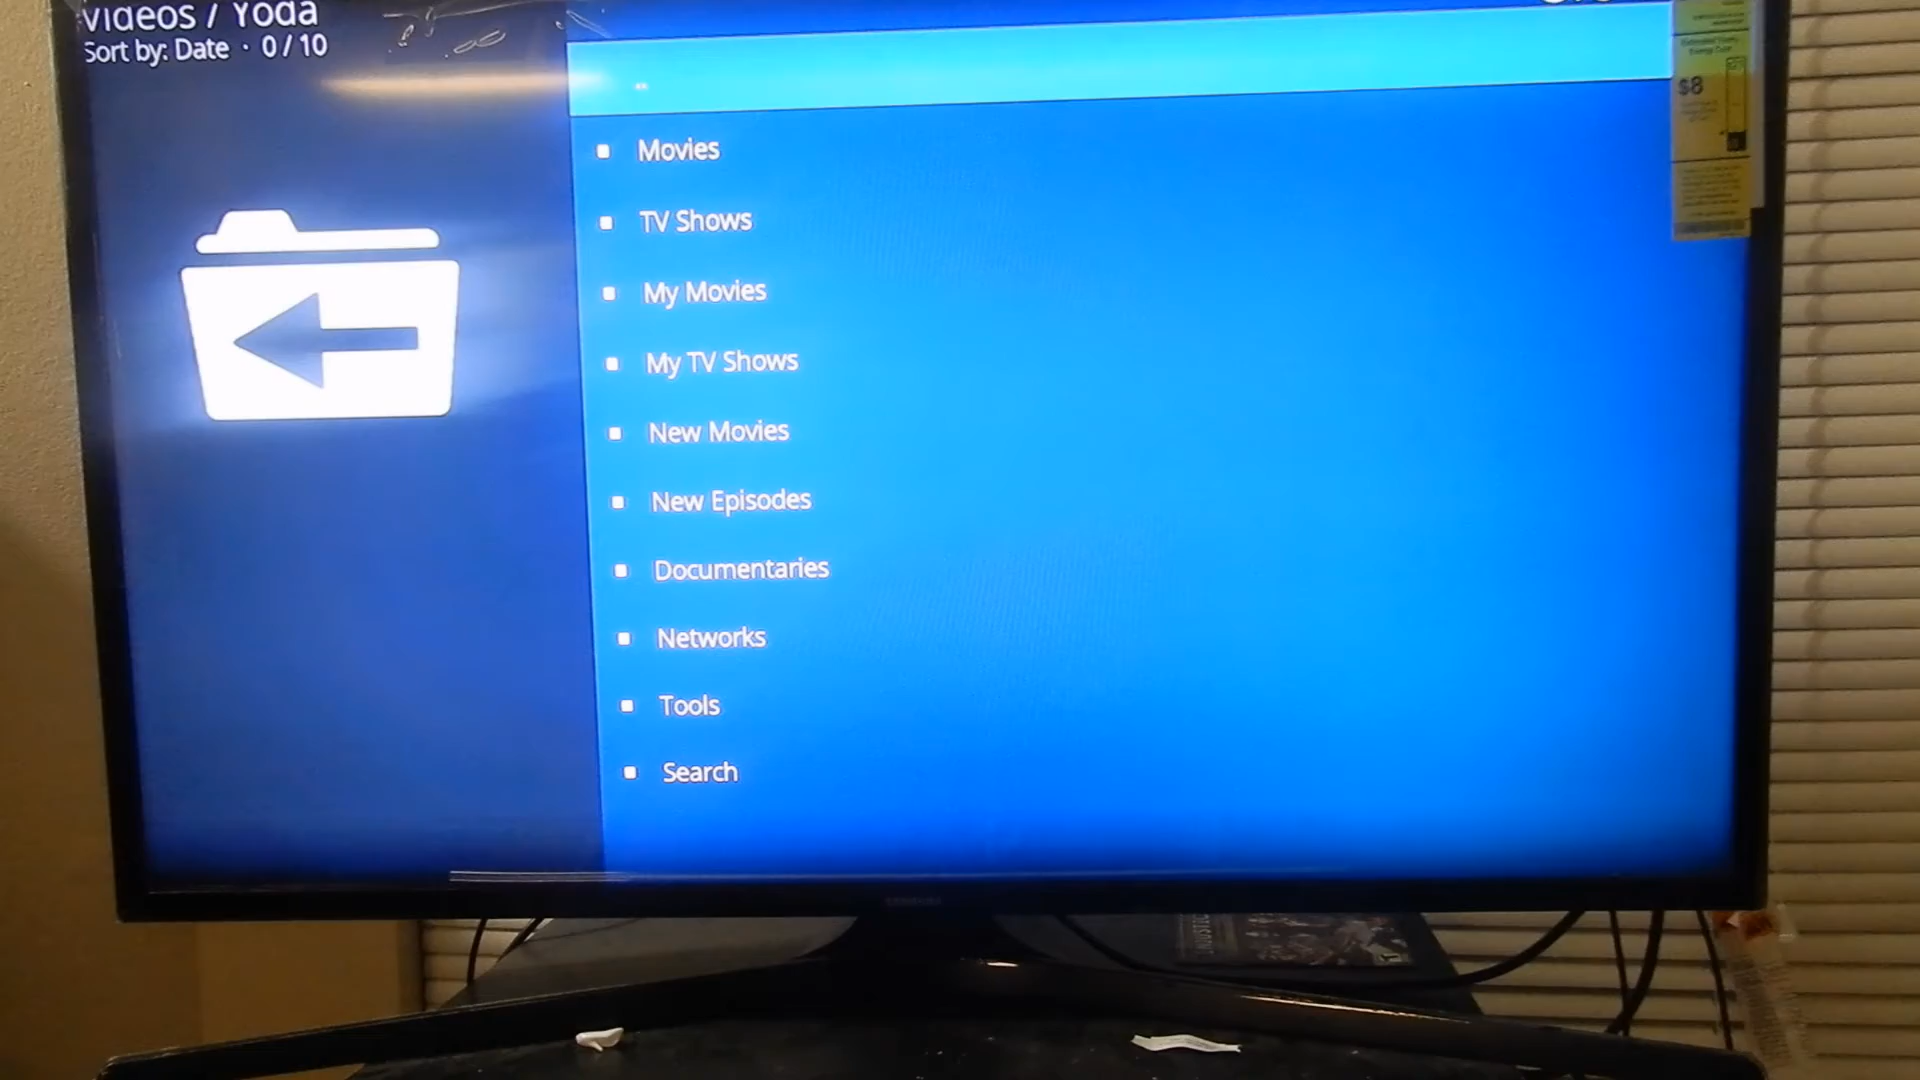 Videos / Yoda
Sort by: Date · 0 / 10
..
Movies
TV Shows
My Movies
My TV Shows
New Movies
New Episodes
Documentaries
Networks
Tools
Search
$8